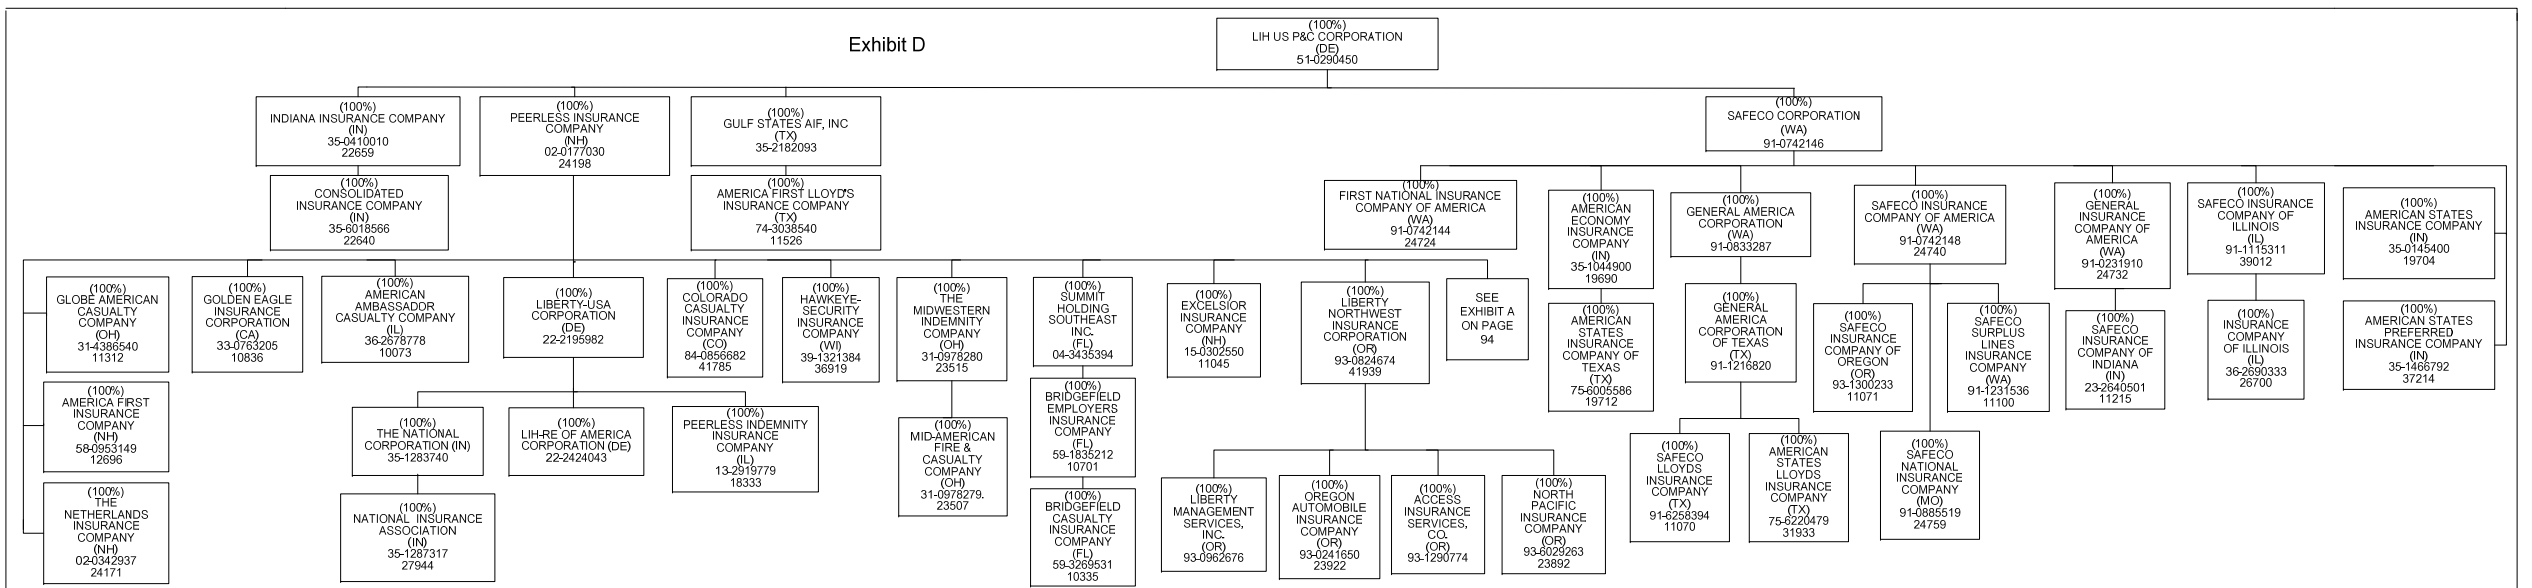 Exhibit D
(100%)
LIH US P&C CORPORATION
(DE)
51-0290450
(100%)
INDIANA INSURANCE COMPANY
(IN)
35-0410010
22659
(100%)
PEERLESS INSURANCE
COMPANY
(NH)
02-0177030
24198
(100%)
GULF STATES AIF, INC
(TX)
35-2182093
(100%)
SAFECO CORPORATION
(WA)
91-0742146
(100%)
CONSOLIDATED
INSURANCE COMPANY
(IN)
35-6018566
22640
(100%)
AMERICA FIRST LLOYD'S
INSURANCE COMPANY
(TX)
74-3038540
11526
(100%)
FIRST NATIONAL INSURANCE
COMPANY OF AMERICA
(WA)
91-0742144
24724
(100%)
AMERICAN
ECONOMY
INSURANCE
COMPANY
(IN)
35-1044900
19690
(100%)
GENERAL AMERICA
CORPORATION
(WA)
91-0833287
(100%)
SAFECO INSURANCE
COMPANY OF AMERICA
(WA)
91-0742148
24740
(100%)
GENERAL
INSURANCE
COMPANY OF
AMERICA
(WA)
91-0231910
24732
(100%)
SAFECO INSURANCE
COMPANY OF
ILLINOIS
(IL)
91-1115311
39012
(100%)
AMERICAN STATES
INSURANCE COMPANY
(IN)
35-0145400
19704
(100%)
GLOBE AMERICAN
CASUALTY
COMPANY
(OH)
31-4386540
11312
(100%)
GOLDEN EAGLE
INSURANCE
CORPORATION
(CA)
33-0763205
10836
(100%)
AMERICAN
AMBASSADOR
CASUALTY COMPANY
(IL)
36-2678778
10073
(100%)
LIBERTY-USA
CORPORATION
(DE)
22-2195982
(100%)
COLORADO
CASUALTY
INSURANCE
COMPANY
(CO)
84-0856682
41785
(100%)
HAWKEYE-
SECURITY
INSURANCE
COMPANY
(WI)
39-1321384
36919
(100%)
THE
MIDWESTERN
INDEMNITY
COMPANY
(OH)
31-0978280
23515
(100%)
SUMMIT
HOLDING
SOUTHEAST
INC.
(FL)
04-3435394
(100%)
EXCELSIOR
INSURANCE
COMPANY
(NH)
15-0302550
11045
(100%)
LIBERTY
NORTHWEST
INSURANCE
CORPORATION
(OR)
93-0824674
41939
SEE
EXHIBIT A
ON PAGE
94
(100%)
AMERICAN
STATES
INSURANCE
COMPANY OF
TEXAS
(TX)
75-6005586
19712
(100%)
GENERAL
AMERICA
CORPORATION
OF TEXAS
(TX)
91-1216820
(100%)
SAFECO
INSURANCE
COMPANY OF
OREGON
(OR)
93-1300233
11071
(100%)
SAFECO
SURPLUS
LINES
INSURANCE
COMPANY
(WA)
91-1231536
11100
(100%)
SAFECO
INSURANCE
COMPANY OF
INDIANA
(IN)
23-2640501
11215
(100%)
INSURANCE
COMPANY
OF ILLINOIS
(IL)
36-2690333
26700
(100%)
AMERICAN STATES
PREFERRED
INSURANCE COMPANY
(IN)
35-1466792
37214
(100%)
AMERICA FIRST
INSURANCE
COMPANY
(NH)
58-0953149
12696
(100%)
THE NATIONAL
CORPORATION (IN)
35-1283740
(100%)
LIH-RE OF AMERICA
CORPORATION (DE)
22-2424043
(100%)
PEERLESS INDEMNITY
INSURANCE
COMPANY
(IL)
13-2919779
18333
(100%)
MID-AMERICAN
FIRE &
CASUALTY
COMPANY
(OH)
31-0978279.
23507
(100%)
BRIDGEFIELD
EMPLOYERS
INSURANCE
COMPANY
(FL)
59-1835212
10701
(100%)
SAFECO
LLOYDS
INSURANCE
COMPANY
(TX)
91-6258394
11070
(100%)
AMERICAN
STATES
LLOYDS
INSURANCE
COMPANY
(TX)
75-6220479
31933
(100%)
SAFECO
NATIONAL
INSURANCE
COMPANY
(MO)
91-0885519
24759
(100%)
THE
NETHERLANDS
INSURANCE
COMPANY
(NH)
02-0342937
24171
(100%)
NATIONAL INSURANCE
ASSOCIATION
(IN)
35-1287317
27944
(100%)
BRIDGEFIELD
CASUALTY
INSURANCE
COMPANY
(FL)
59-3269531
10335
(100%)
LIBERTY
MANAGEMENT
SERVICES,
INC.
(OR)
93-0962676
(100%)
OREGON
AUTOMOBILE
INSURANCE
COMPANY
(OR)
93-0241650
23922
(100%)
ACCESS
INSURANCE
SERVICES,
CO.
(OR)
93-1290774
(100%)
NORTH
PACIFIC
INSURANCE
COMPANY
(OR)
93-6029263
23892